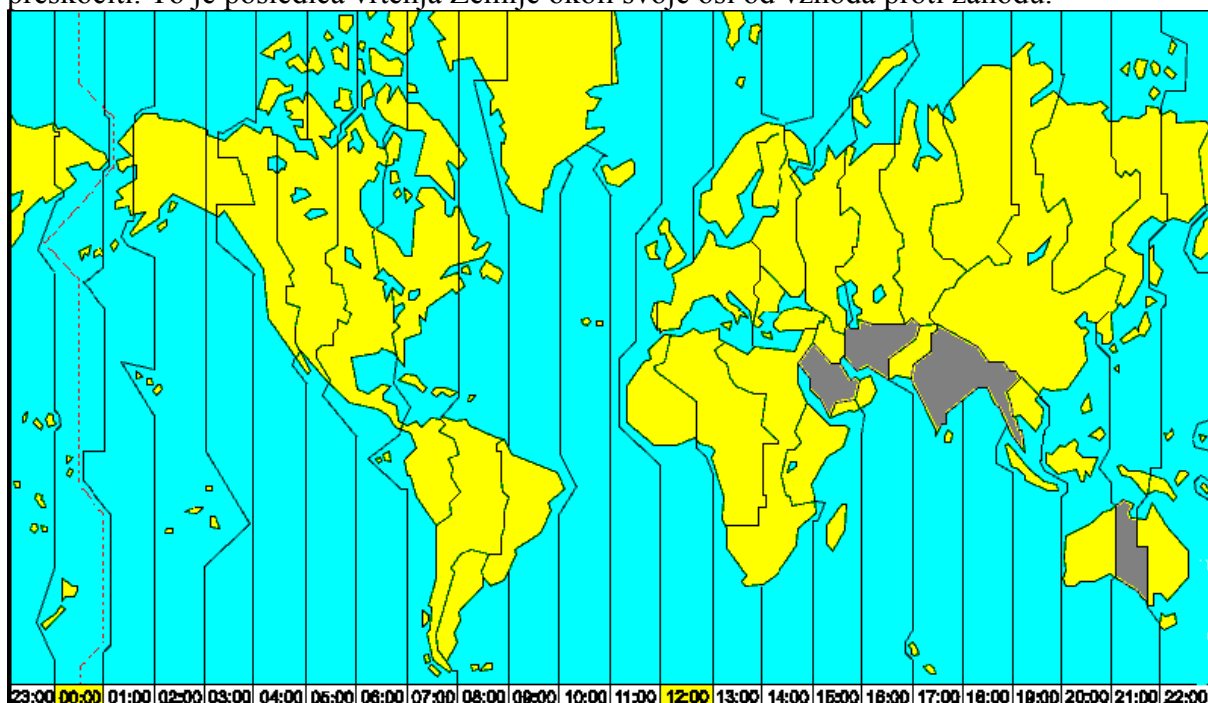 preskočiti. To je posledica vrtenja Zemlje okoli svoje osi od vzhoda proti zahodu.
23:00 00:00 01:00 02:00 03:00 04:00 05:00 06:00 07:00 08:00 09:00 10:00 11:00 12:00 13:00 14:00 15:00 16:00 17:00 18:00 19:00 20:00 21:00 22:00